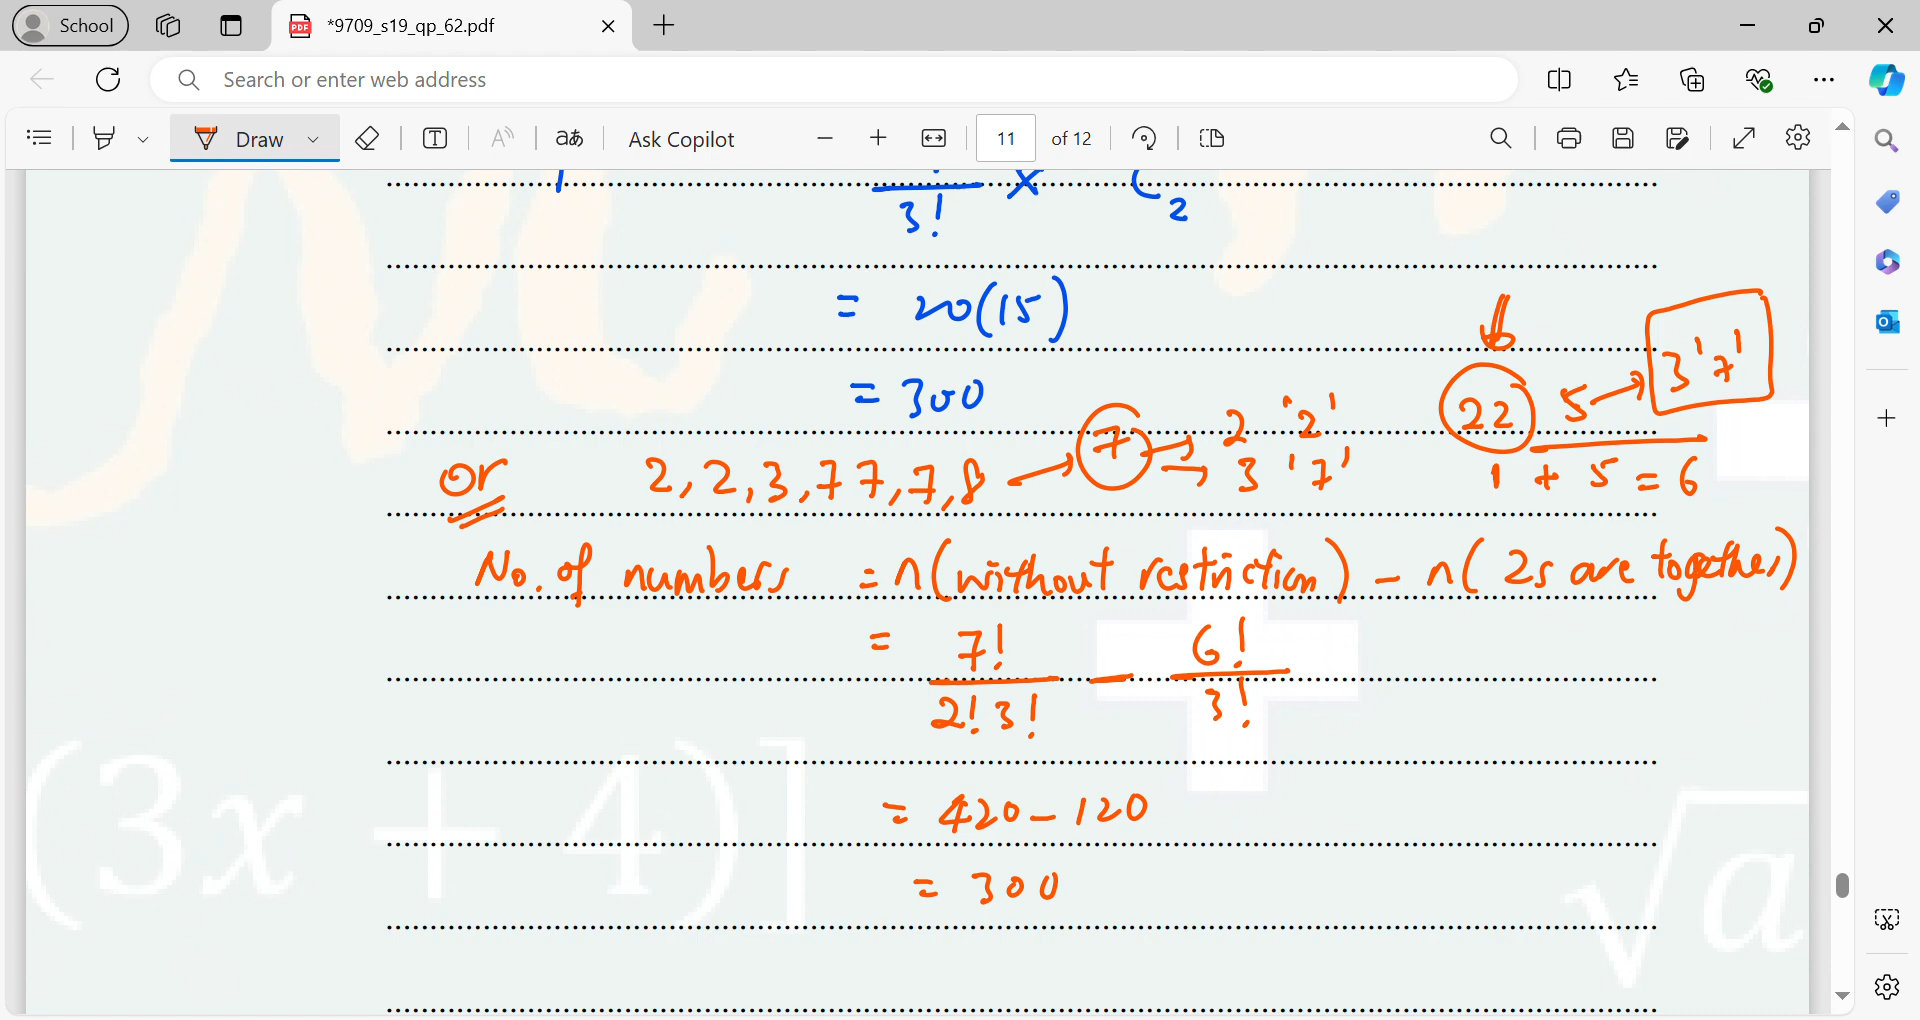 School
*9709_s19_qp_62.pdf
Search or enter web address
Draw
T
aあ
Ask Copilot
11 of 12
3! × C₂
= 20(15)
= 300
22 5 → 3 '7'
1 + 5 = 6
or 2, 2, 3, 7 7, 7, 8 → 7 → 2 '2'
→ 3 '7'
No. of numbers = n(without restriction) - n(2s are together)
= 7!/2!3! - 6!/3!
= 420 - 120
= 300
(3x + 4)]
√a